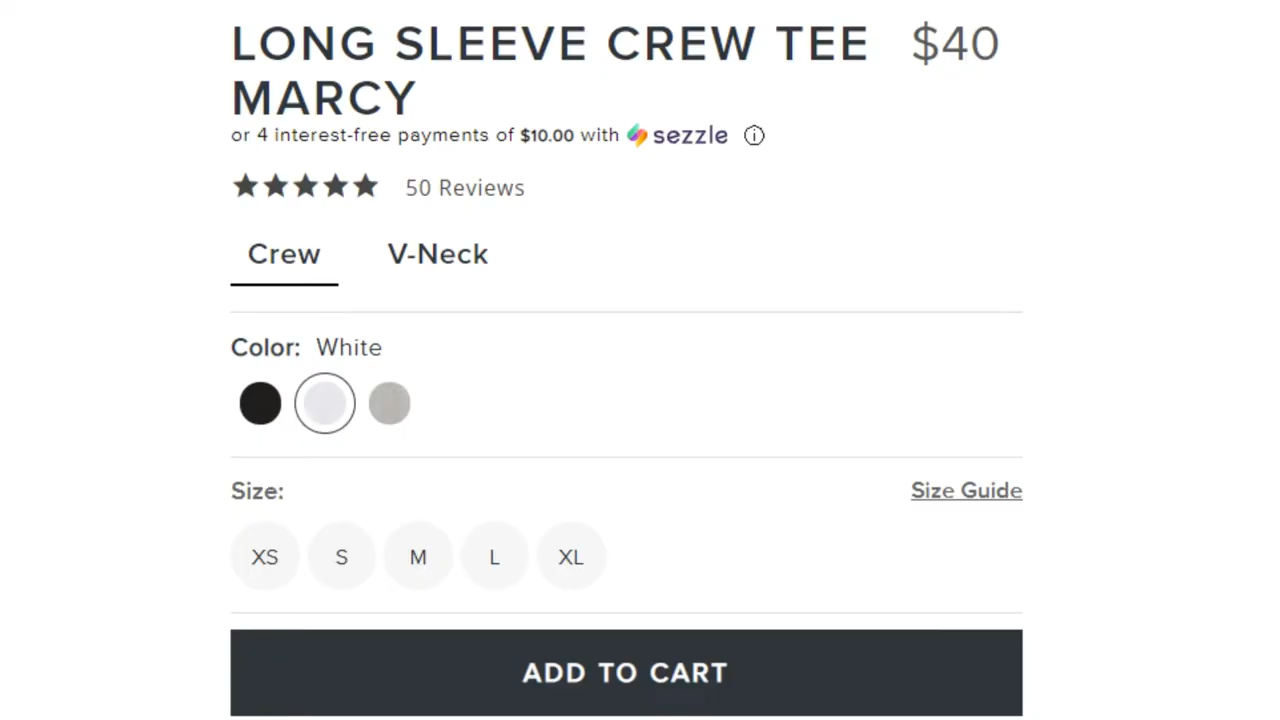 LONG SLEEVE CREW TEE $40
MARCY
or 4 interest-free payments of $10.00 with sezzle
50 Reviews
Crew V-Neck
Color: White
Size: Size Guide
XS S M L XL
ADD TO CART